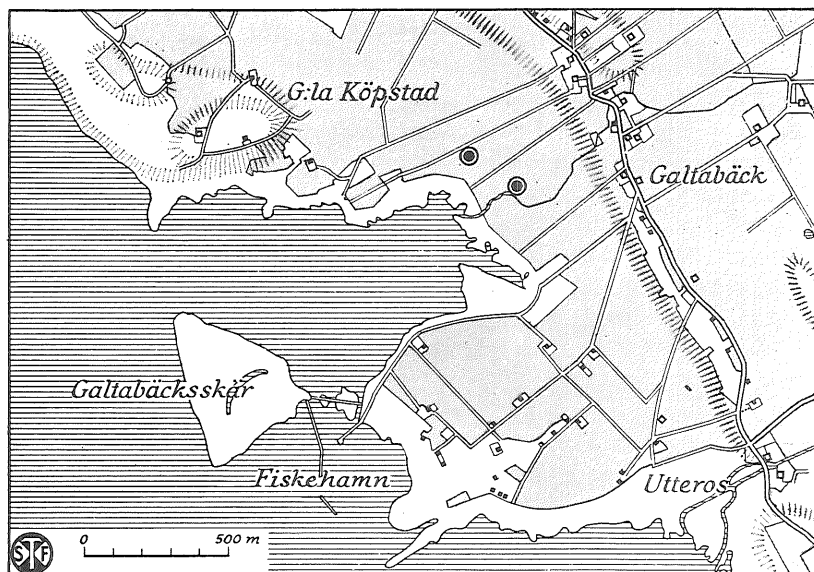 G:la Köpstad
Galtabäck
Galtabäcksskär
Fiskehamn
Utteros
STF
0 500 m